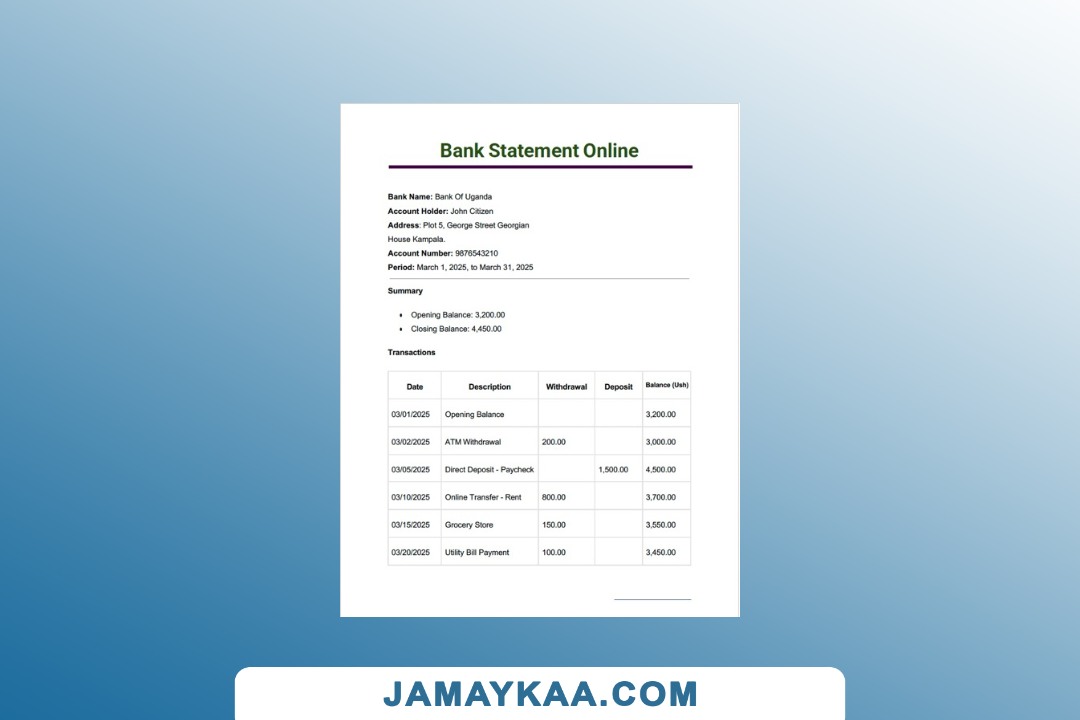 Bank Statement Online
Bank Name: Bank Of Uganda
Account Holder: John Citizen
Address: Plot 5, George Street Georgian
House Kampala.
Account Number: 9876543210
Period: March 1, 2025, to March 31, 2025
Summary
• Opening Balance: 3,200.00
• Closing Balance: 4,450.00
Transactions
Date Description Withdrawal Deposit Balance (Ush)
03/01/2025 Opening Balance 3,200.00
03/02/2025 ATM Withdrawal 200.00 3,000.00
03/05/2025 Direct Deposit - Paycheck 1,500.00 4,500.00
03/10/2025 Online Transfer - Rent 800.00 3,700.00
03/15/2025 Grocery Store 150.00 3,550.00
03/20/2025 Utility Bill Payment 100.00 3,450.00
JAMAYKAA.COM